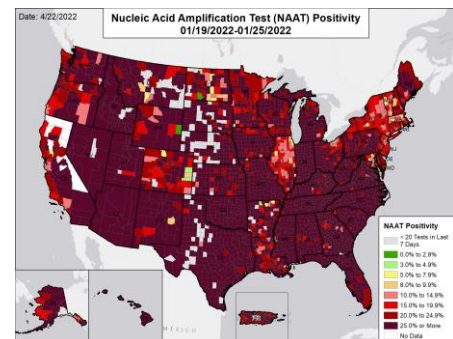 Date: 4/22/2022
Nucleic Acid Amplification Test (NAAT) Positivity
01/19/2022-01/25/2022
MEXICO
NAAT Positivity
< 20 Tests in Last
7 Days
0.0% to 2.9%
3.0% to 4.9%
5.0% to 7.9%
8.0% to 9.9%
10.0% to 14.9%
15.0% to 19.9%
20.0% to 24.9%
25.0% or More
No Data